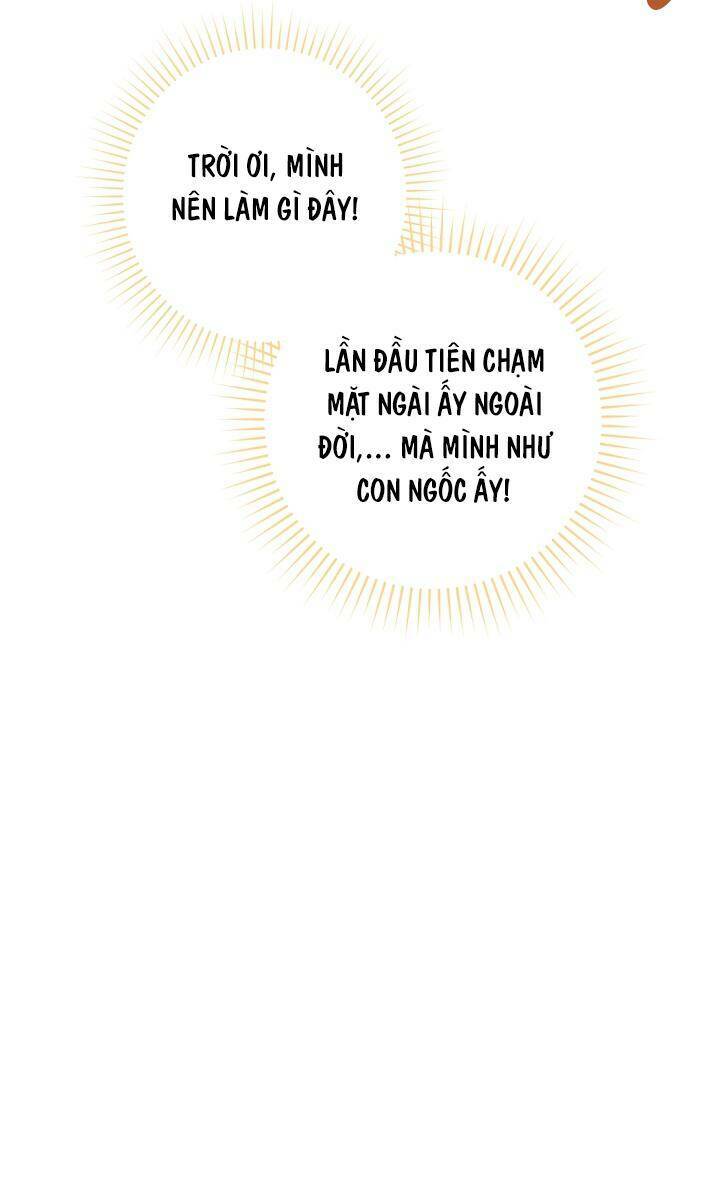 TRỜI ƠI, MÌNH
NÊN LÀM GÌ ĐÂY!
LẦN ĐẦU TIÊN CHẠM
MẶT NGÀI ẤY NGOÀI
ĐỜI,... MÀ MÌNH NHƯ
CON NGỐC ẤY!